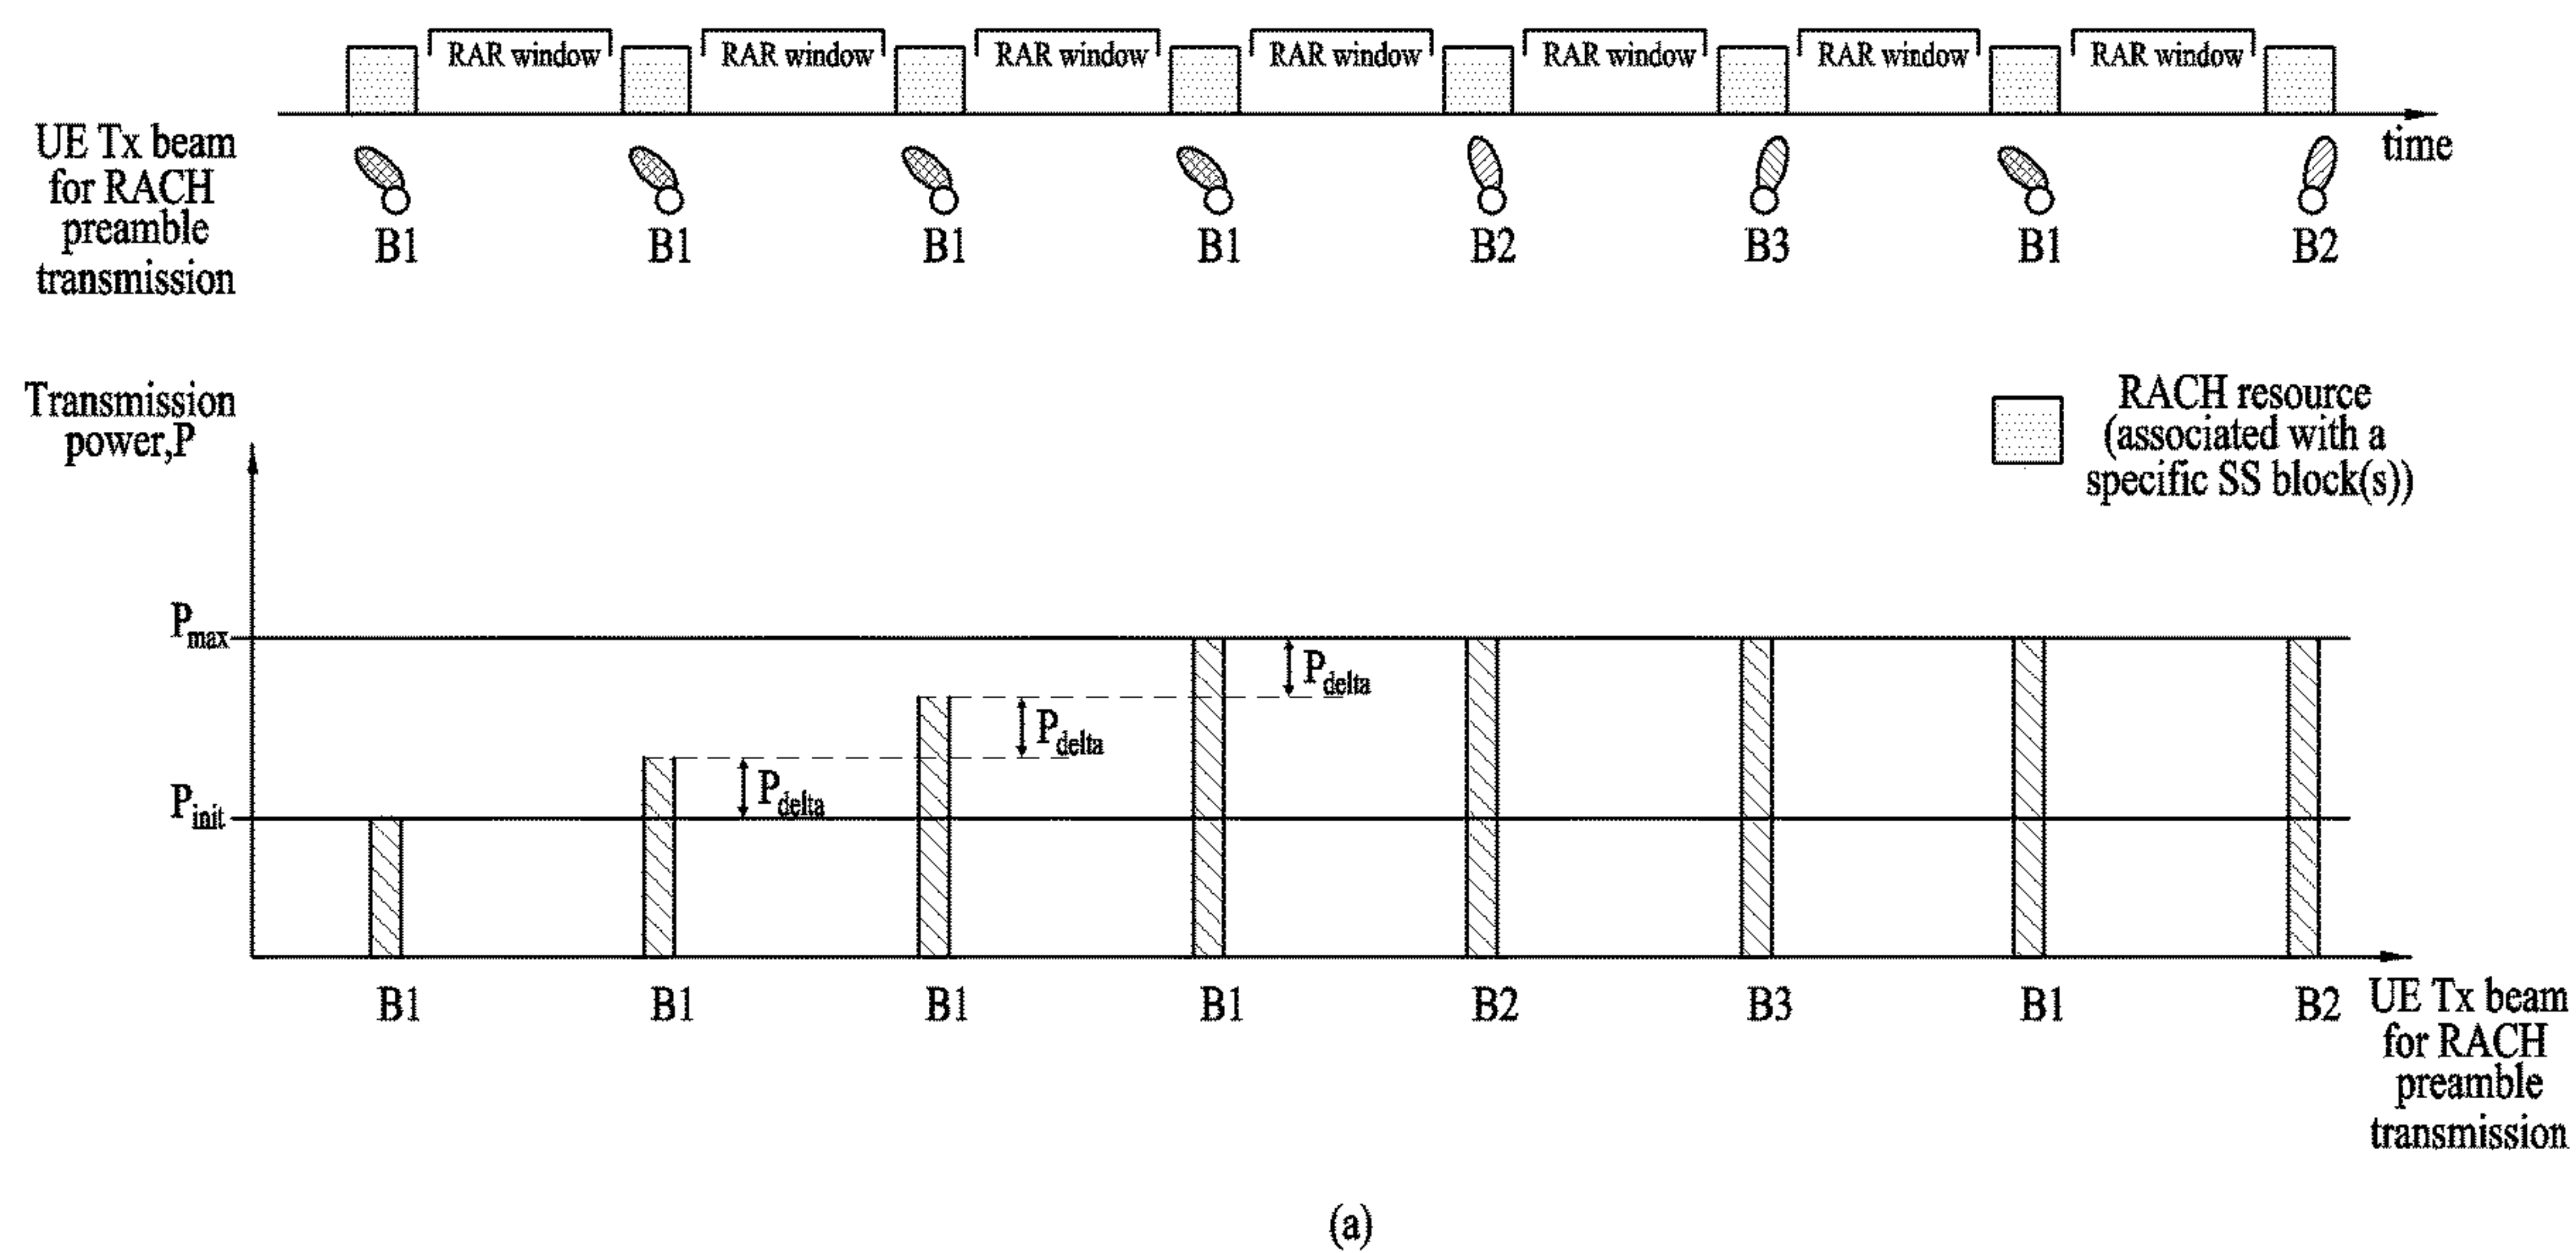 RAR window RAR window RAR window RAR window RAR window RAR window RAR window
time
UE Tx beam
for RACH
preamble
transmission
B1 B1 B1 B1 B2 B3 B1 B2
Transmission
power,P
RACH resource
(associated with a
specific SS block(s))
Pmax
Pdelta
Pdelta
Pdelta
Pinit
B1 B1 B1 B1 B2 B3 B1 B2
UE Tx beam
for RACH
preamble
transmission
(a)